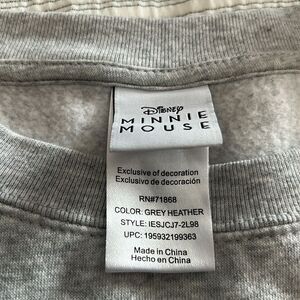 Disney
MINNIE
MOUSE
Exclusive of decoration
Exclusivo de decoración
RN#71868
COLOR: GREY HEATHER
STYLE: IESJCJ7-2L98
UPC: 195932199363
Made in China
Hecho en China